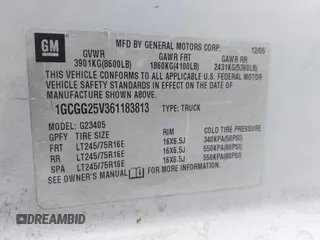 GM
MFD BY GENERAL MOTORS CORP. 12/05
GVWR GAWR FRT GAWR RR
3901KG(8600LB) 1860KG(4100LB) 2431KG(5360LB)
THIS VEHICLE CONFORMS TO ALL APPLICABLE U.S. FEDERAL MOTOR
VEHICLE SAFETY STANDARDS IN EFFECT ON THE DATE OF
MANUFACTURE SHOWN ABOVE.
1GCGG25V361183813 TYPE: TRUCK
MODEL: G23405
GPFY TIRE SIZE RIM COLD TIRE PRESSURE
FRT LT245/75R16E 16X6.5J 340KPA(50PSI)
RR LT245/75R16E 16X6.5J 550KPA(80PSI)
SPA LT245/75R16E 16X6.5J 550KPA(80PSI)
SEE OWNER'S MANUAL FOR MORE INFORMATION.
DREAMBID